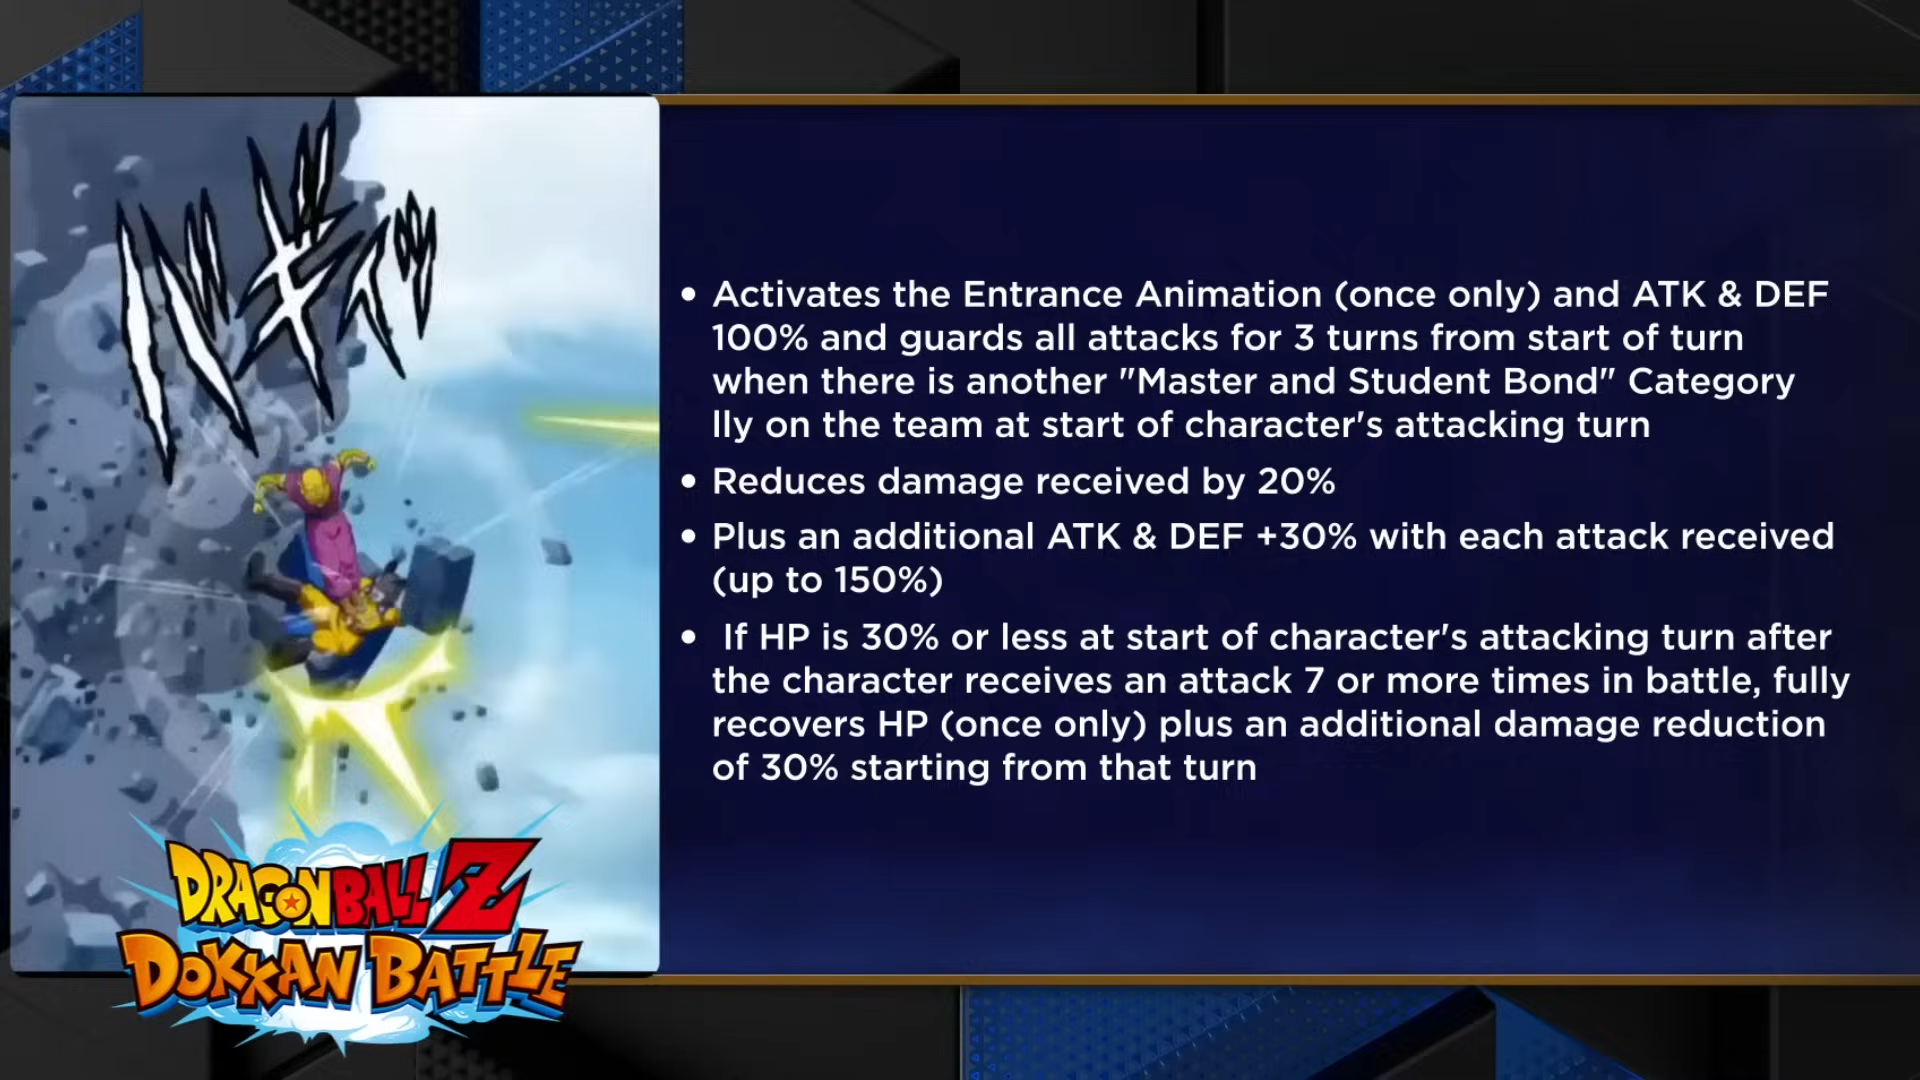 バギィッ
• Activates the Entrance Animation (once only) and ATK & DEF
100% and guards all attacks for 3 turns from start of turn
when there is another "Master and Student Bond" Category
lly on the team at start of character's attacking turn
• Reduces damage received by 20%
• Plus an additional ATK & DEF +30% with each attack received
(up to 150%)
• If HP is 30% or less at start of character's attacking turn after
the character receives an attack 7 or more times in battle, fully
recovers HP (once only) plus an additional damage reduction
of 30% starting from that turn
DRAGONBALL Z
DOKKAN BATTLE